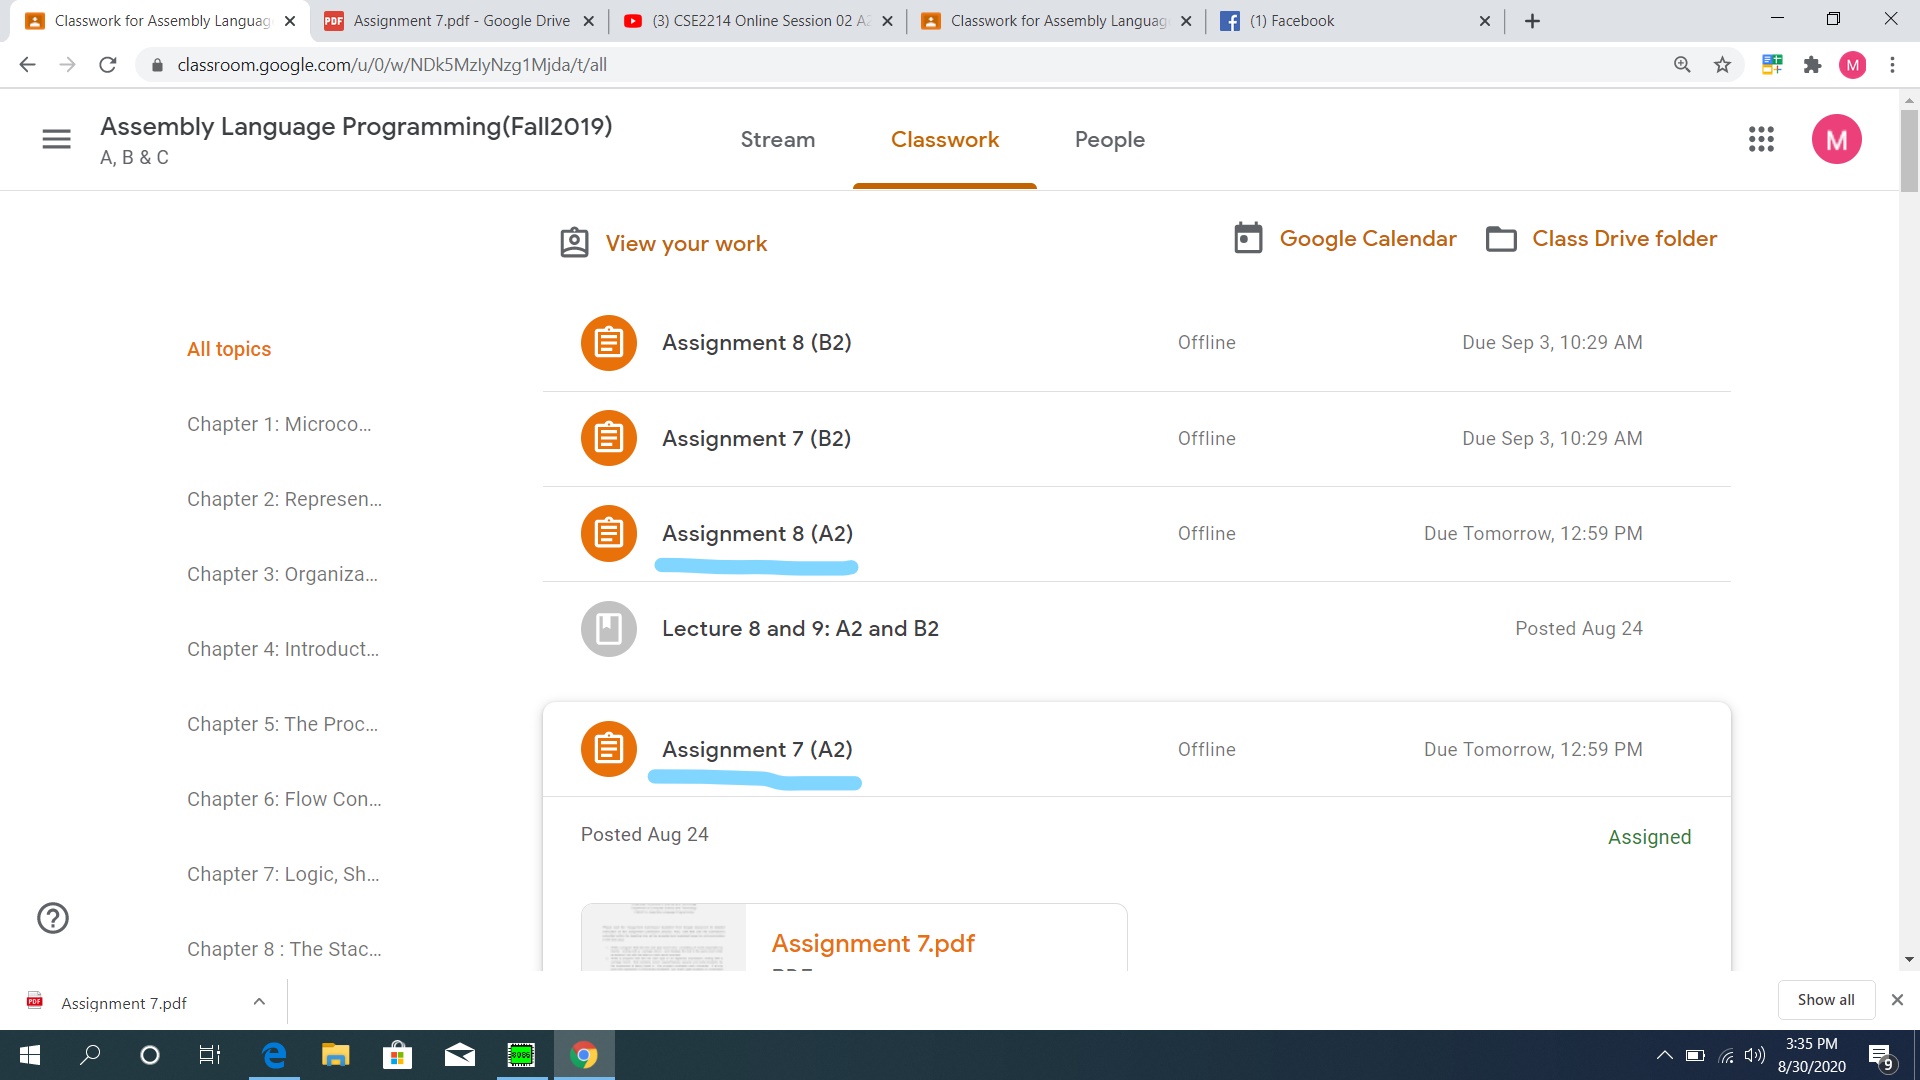 Classwork for Assembly Languag
Assignment 7.pdf - Google Drive
(3) CSE2214 Online Session 02 A2
Classwork for Assembly Languag
(1) Facebook
classroom.google.com/u/0/w/NDk5MzIyNzg1Mjda/t/all
M
Assembly Language Programming(Fall2019)
A, B & C
Stream
Classwork
People
M
View your work
Google Calendar
Class Drive folder
All topics
Chapter 1: Microco...
Chapter 2: Represen...
Chapter 3: Organiza...
Chapter 4: Introduct...
Chapter 5: The Proc...
Chapter 6: Flow Con...
Chapter 7: Logic, Sh...
Chapter 8 : The Stac...
Assignment 8 (B2) Offline Due Sep 3, 10:29 AM
Assignment 7 (B2) Offline Due Sep 3, 10:29 AM
Assignment 8 (A2) Offline Due Tomorrow, 12:59 PM
Lecture 8 and 9: A2 and B2 Posted Aug 24
Assignment 7 (A2) Offline Due Tomorrow, 12:59 PM
Posted Aug 24 Assigned
Assignment 7.pdf
PDF
Assignment 7.pdf
Show all
8086
3:35 PM
8/30/2020
9